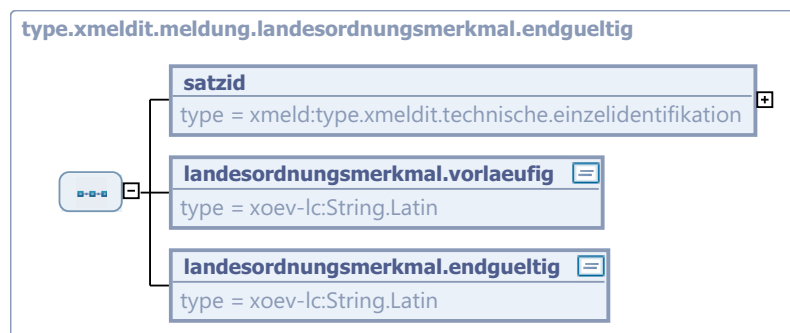 type.xmeldit.meldung.landesordnungsmerkmal.endgueltig
satzid
type = xmeld:type.xmeldit.technische.einzelidentifikation
landesordnungsmerkmal.vorlaeufig
type = xoev-lc:String.Latin
landesordnungsmerkmal.endgueltig
type = xoev-lc:String.Latin